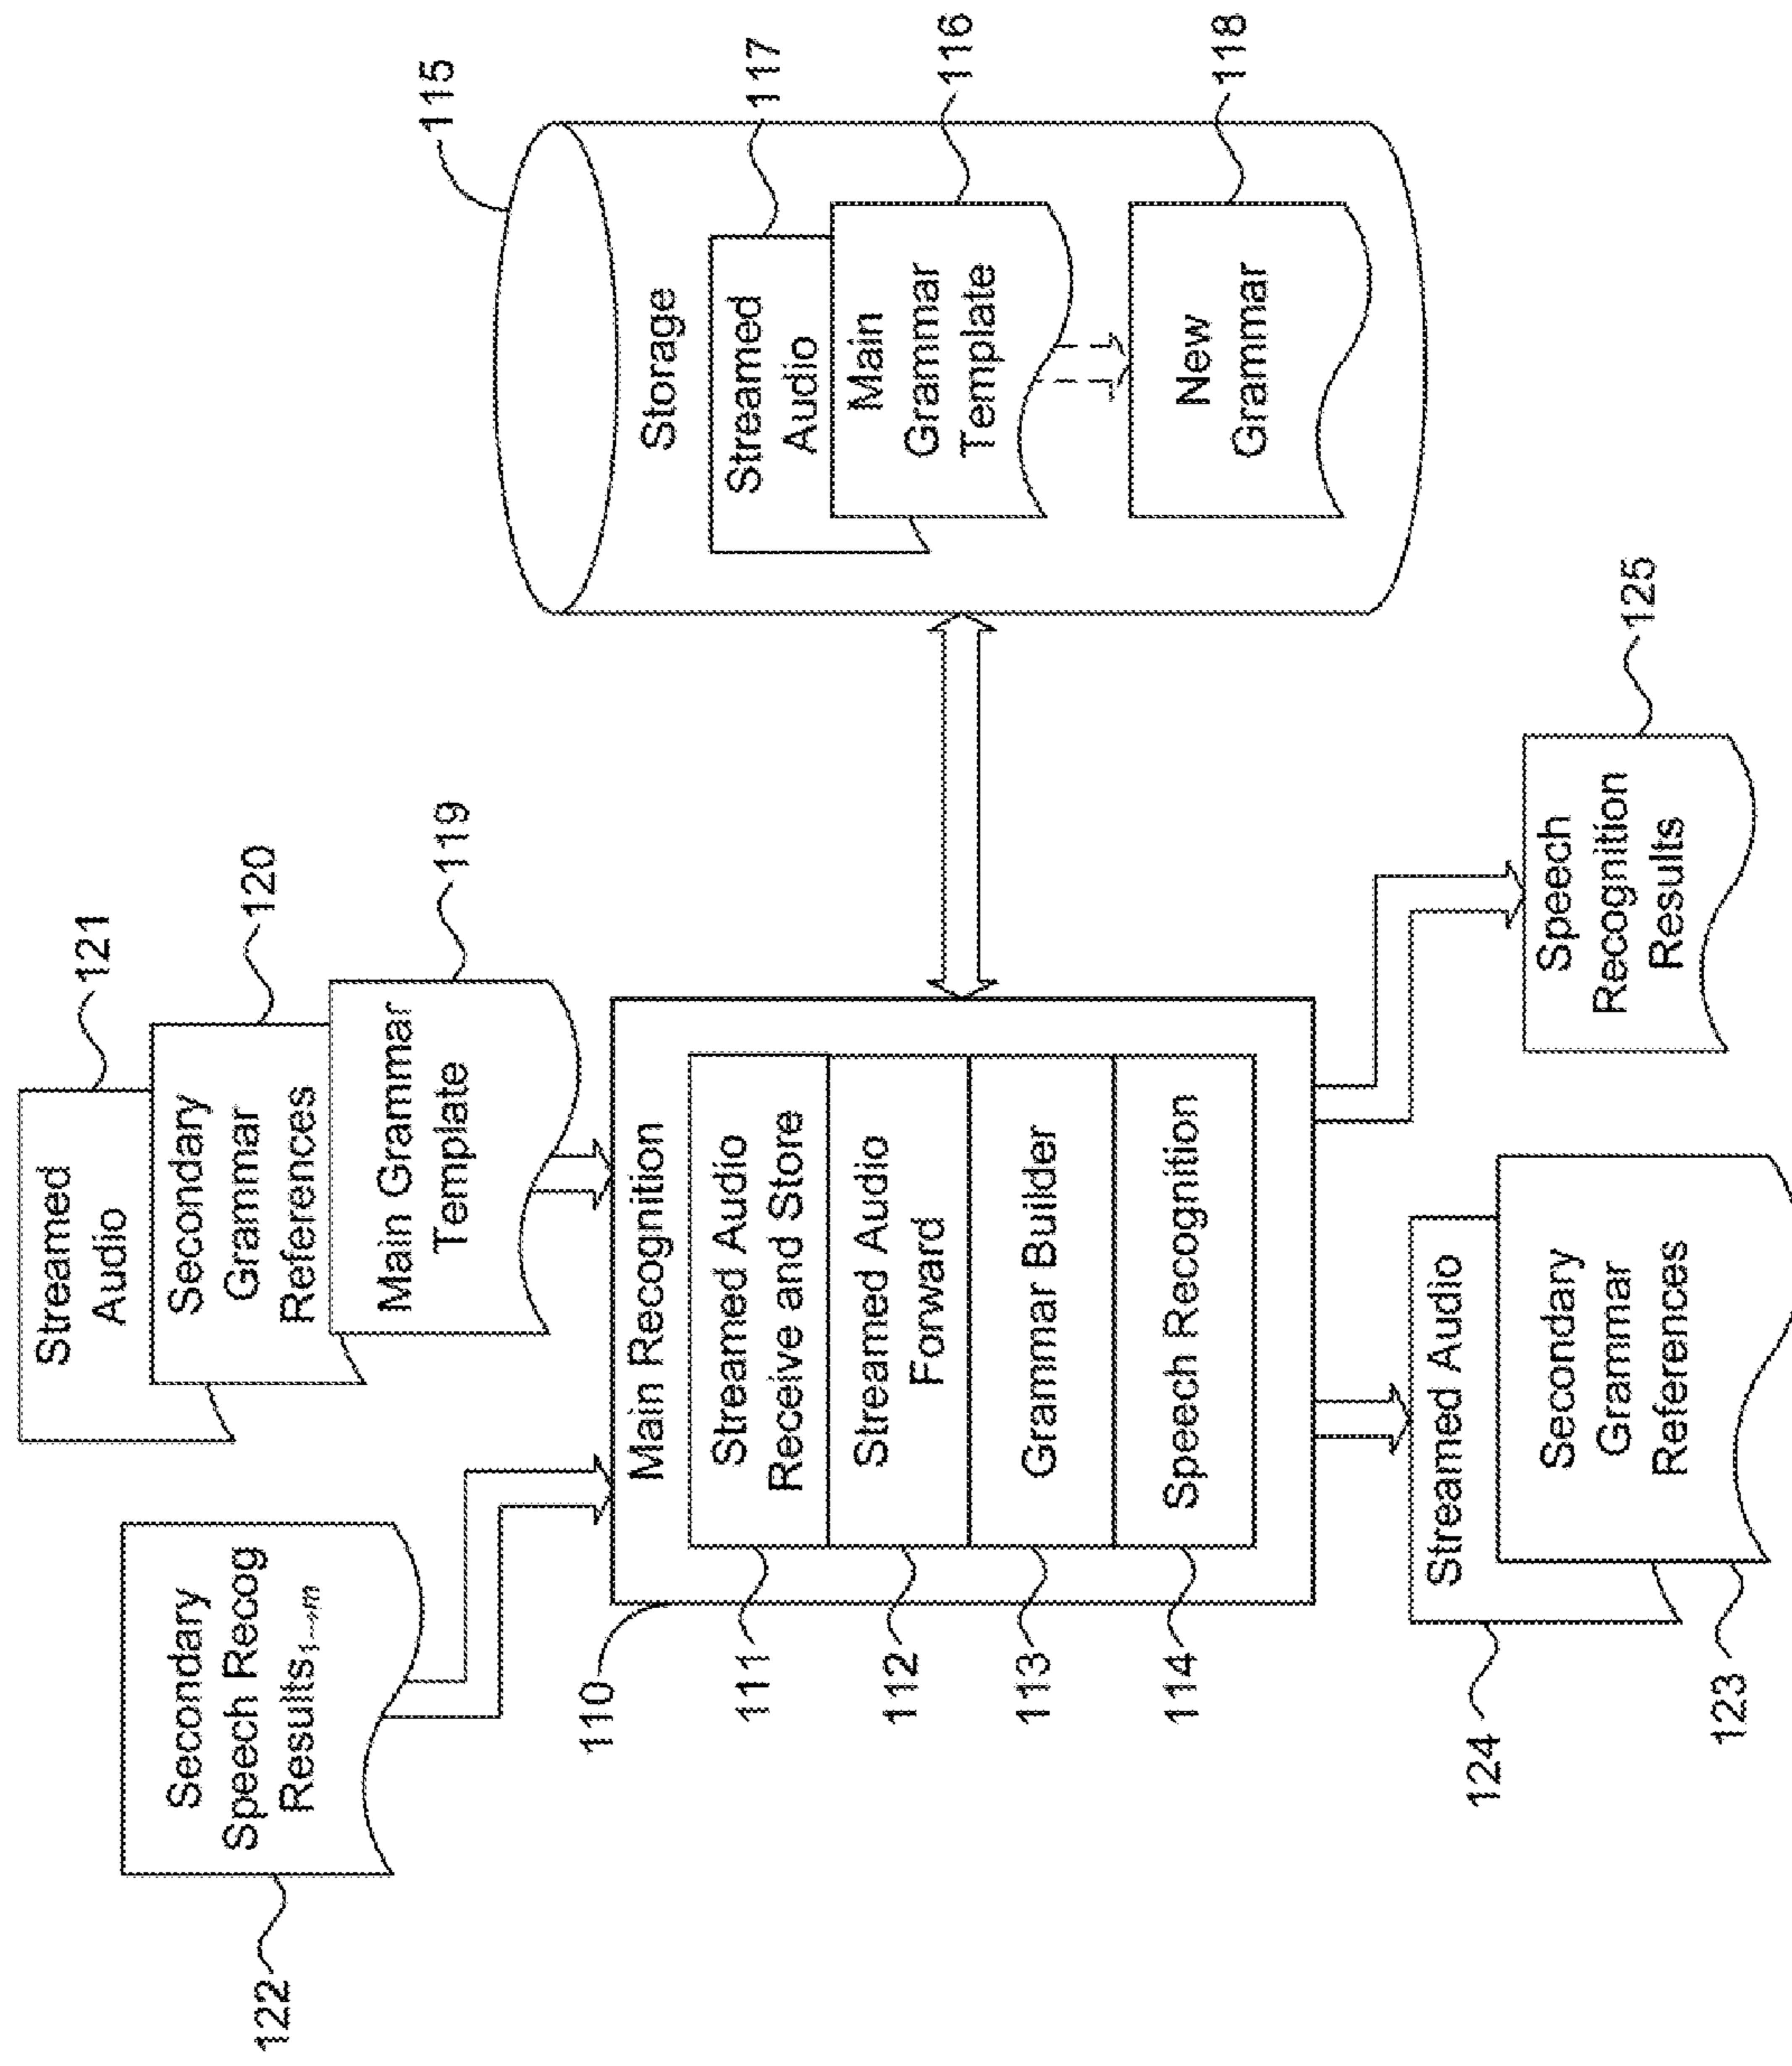 Streamed
Audio
121
Secondary
Grammar
References
120
Main Grammar
Template
119
Secondary
Speech Recog
Results1→m
122
Main Recognition
110
Streamed Audio
Receive and Store
111
Streamed Audio
Forward
112
Grammar Builder
113
Speech Recognition
114
115
Storage
Streamed
Audio
117
Main
Grammar
Template
116
New
Grammar
118
Streamed Audio
124
Secondary
Grammar
References
123
Speech
Recognition
Results
125